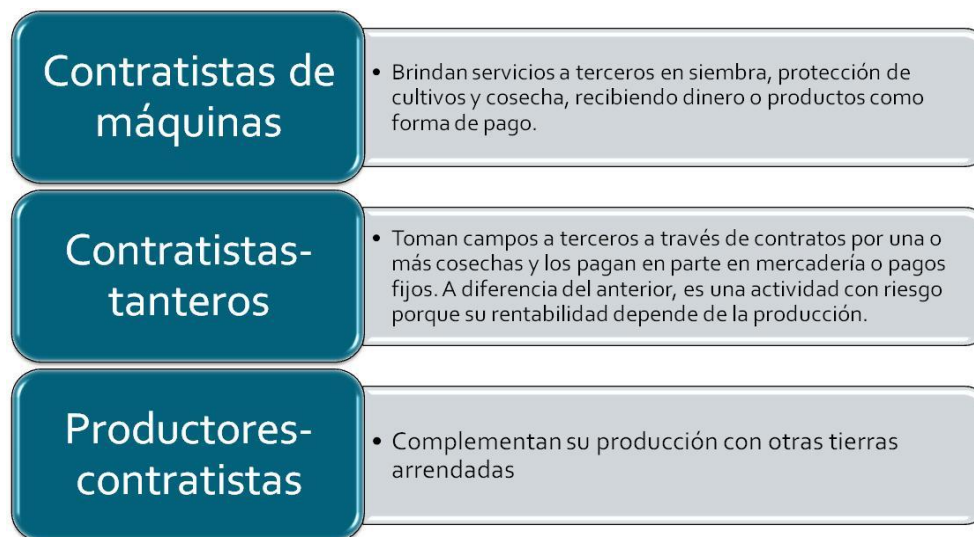 Contratistas de
máquinas
• Brindan servicios a terceros en siembra, protección de
cultivos y cosecha, recibiendo dinero o productos como
forma de pago.
Contratistas-
tanteros
• Toman campos a terceros a través de contratos por una o
más cosechas y los pagan en parte en mercadería o pagos
fijos. A diferencia del anterior, es una actividad con riesgo
porque su rentabilidad depende de la producción.
Productores-
contratistas
• Complementan su producción con otras tierras
arrendadas